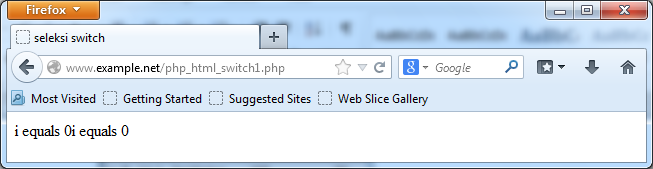 Firefox
seleksi switch
www.example.net/php_html_switch1.php
Google
Most Visited Getting Started Suggested Sites Web Slice Gallery
i equals 0i equals 0